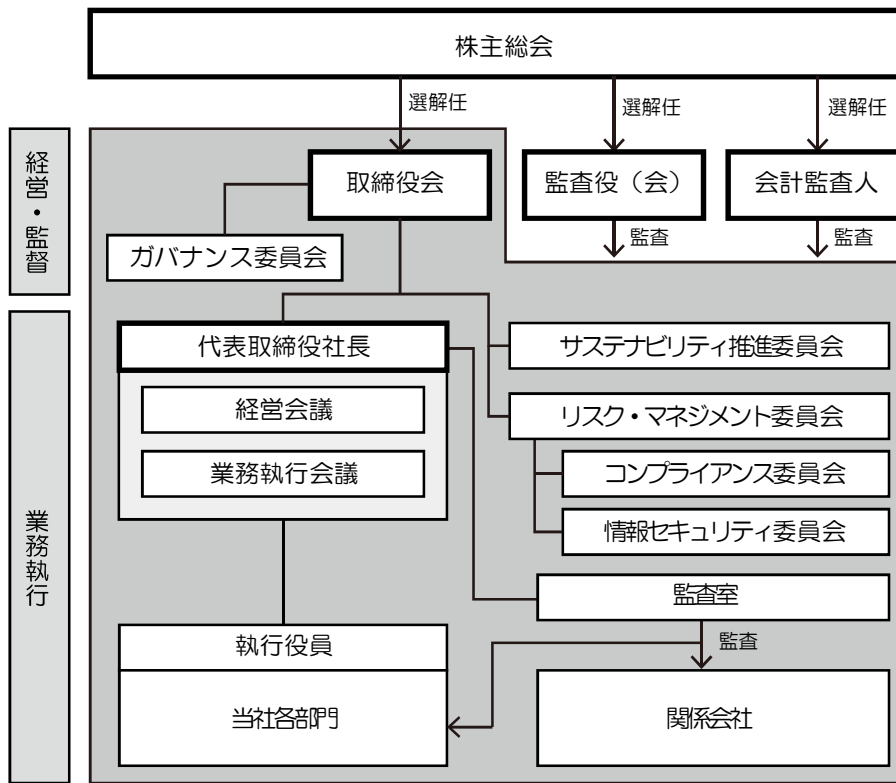 株主総会
選解任
選解任
選解任
経営・監督
取締役会
監査役（会）
会計監査人
監査
監査
ガバナンス委員会
業務執行
代表取締役社長
サステナビリティ推進委員会
経営会議
リスク・マネジメント委員会
業務執行会議
コンプライアンス委員会
情報セキュリティ委員会
監査室
執行役員
監査
当社各部門
関係会社